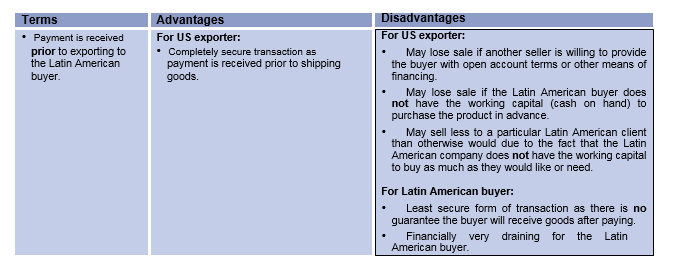 Terms
Advantages
Disadvantages
• Payment is received
prior to exporting to
the Latin American
buyer.
For US exporter:
• Completely secure transaction as
payment is received prior to shipping
goods.
For US exporter:
• May lose sale if another seller is willing to provide
the buyer with open account terms or other means of
financing.
• May lose sale if the Latin American buyer does
not have the working capital (cash on hand) to
purchase the product in advance.
• May sell less to a particular Latin American client
than otherwise would due to the fact that the Latin
American company does not have the working capital
to buy as much as they would like or need.
For Latin American buyer:
• Least secure form of transaction as there is no
guarantee the buyer will receive goods after paying.
• Financially very draining for the Latin
American buyer.